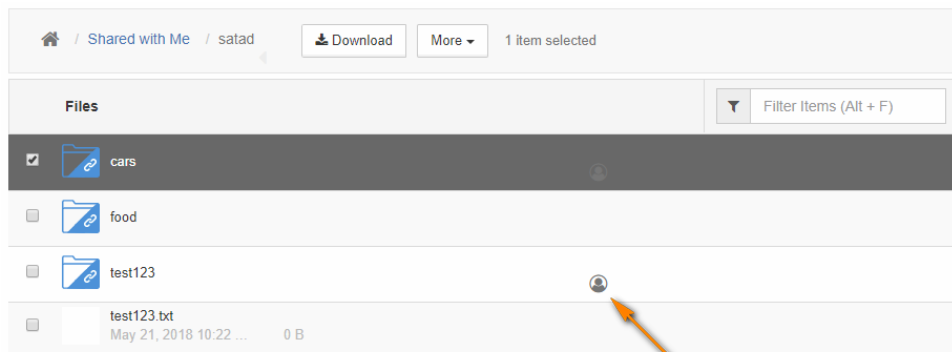 / Shared with Me / satad Download More 1 item selected
Files Filter Items (Alt + F)
cars
food
test123
test123.txt
May 21, 2018 10:22 ... 0 B